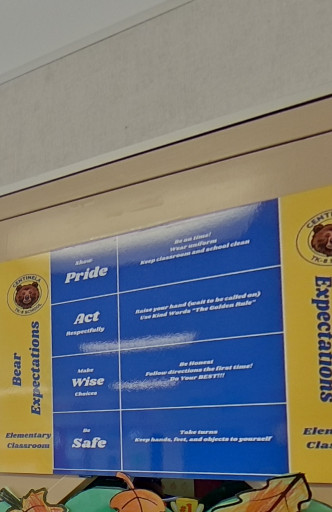 CENTINELA
TK-8 SCHOOL
Bear
Expectations
Elementary
Classroom
Show
Pride
Be on time!
Wear uniform
Keep classroom and school clean
Act
Respectfully
Raise your hand (wait to be called on)
Use Kind Words "The Golden Rule"
Make
Wise
Choices
Be Honest
Follow directions the first time!
Do Your BEST!!!
Be
Safe
Take turns
Keep hands, feet, and objects to yourself
CENTI
TK-8
Expectations
Elem
Clas
#1